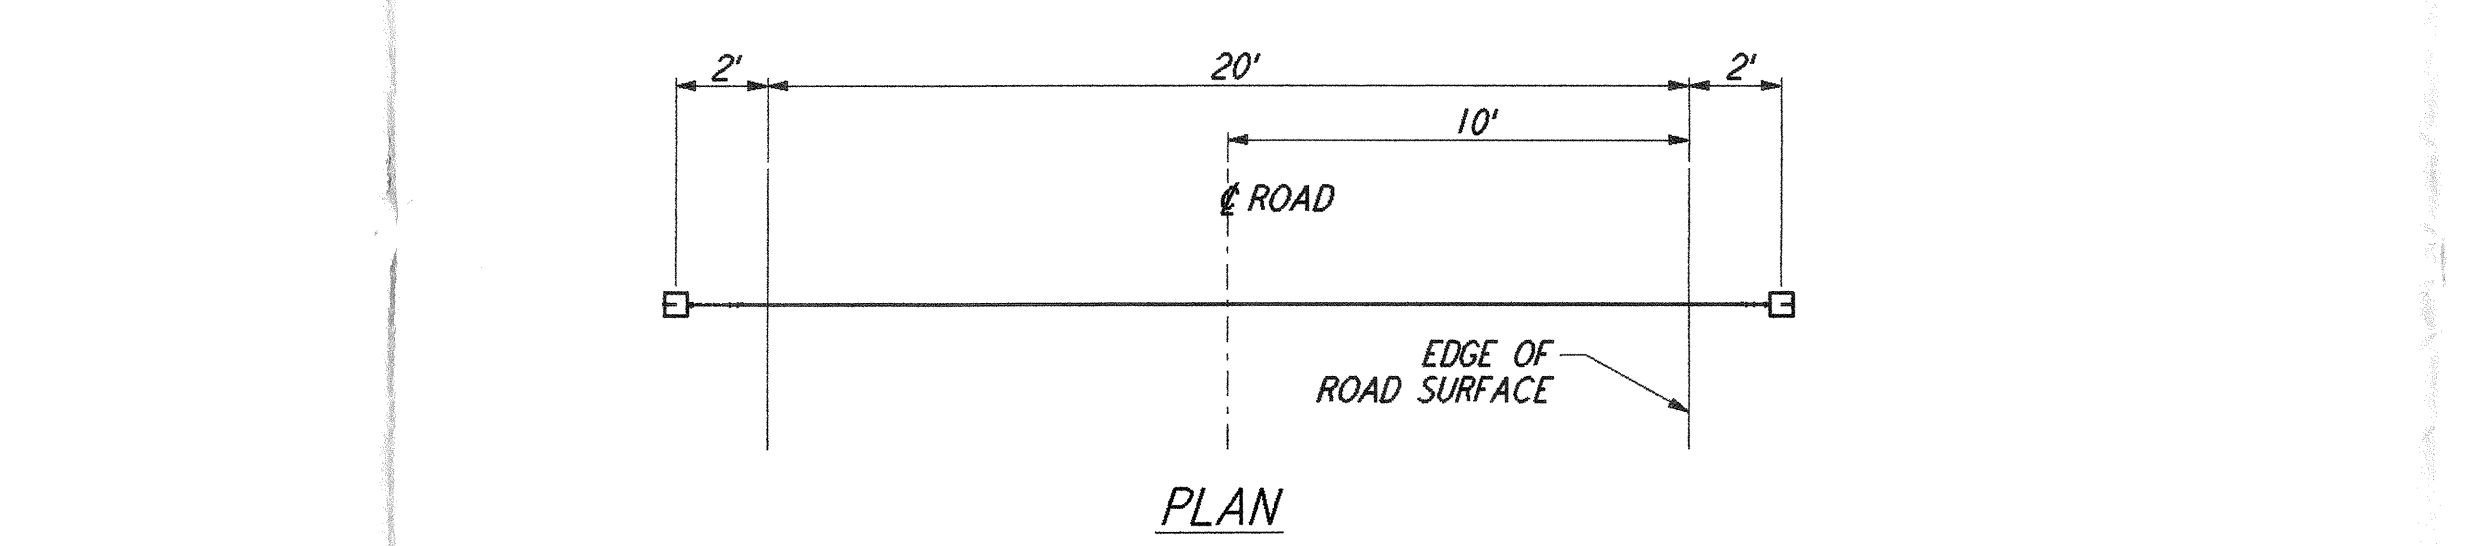 2'
20'
2'
10'
℄ ROAD
EDGE OF
ROAD SURFACE
PLAN